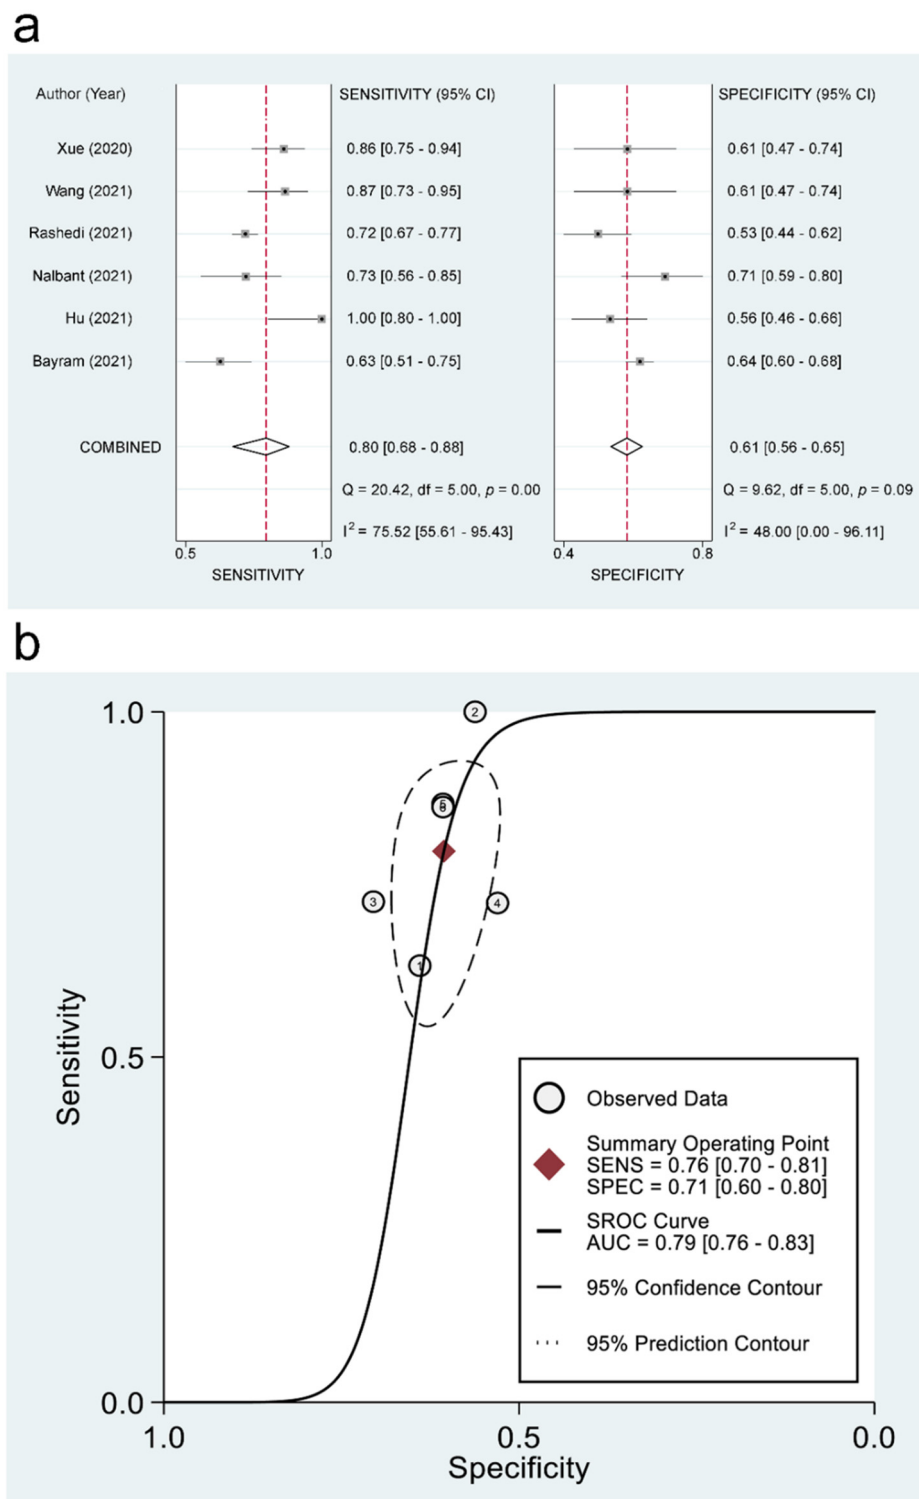 a
Author (Year) SENSITIVITY (95% CI) SPECIFICITY (95% CI)
Xue (2020) 0.86 [0.75 - 0.94] 0.61 [0.47 - 0.74]
Wang (2021) 0.87 [0.73 - 0.95] 0.61 [0.47 - 0.74]
Rashedi (2021) 0.72 [0.67 - 0.77] 0.53 [0.44 - 0.62]
Nalbant (2021) 0.73 [0.56 - 0.85] 0.71 [0.59 - 0.80]
Hu (2021) 1.00 [0.80 - 1.00] 0.56 [0.46 - 0.66]
Bayram (2021) 0.63 [0.51 - 0.75] 0.64 [0.60 - 0.68]
COMBINED 0.80 [0.68 - 0.88] 0.61 [0.56 - 0.65]
Q = 20.42, df = 5.00, p = 0.00 Q = 9.62, df = 5.00, p = 0.09
I² = 75.52 [55.61 - 95.43] I² = 48.00 [0.00 - 96.11]
0.5 1.0 0.4 0.8
SENSITIVITY SPECIFICITY
b
1.0
2
3
4
1
Sensitivity
0.5
Observed Data
Summary Operating Point
SENS = 0.76 [0.70 - 0.81]
SPEC = 0.71 [0.60 - 0.80]
SROC Curve
AUC = 0.79 [0.76 - 0.83]
95% Confidence Contour
95% Prediction Contour
0.0
1.0 0.5 0.0
Specificity